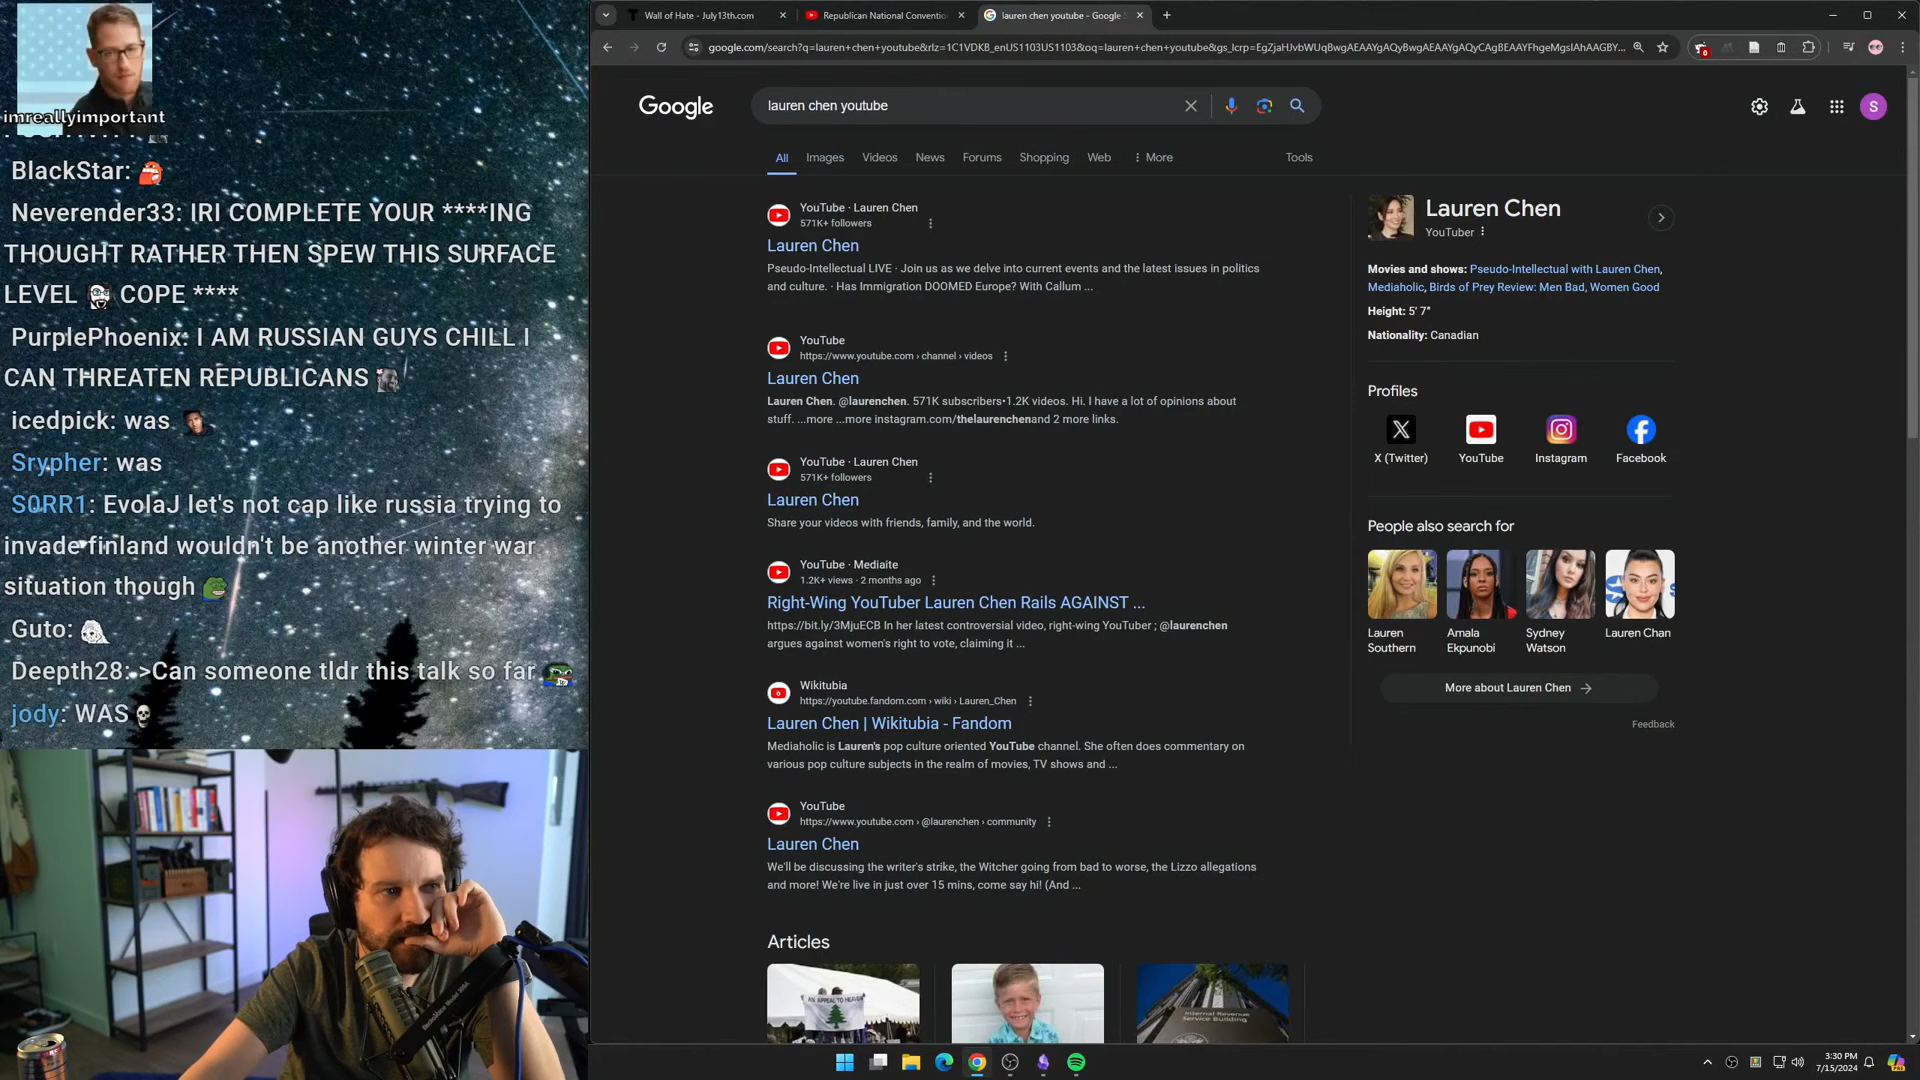 imreallyimportant
BlackStar:
Neverender33: IRI COMPLETE YOUR ****ING
THOUGHT RATHER THEN SPEW THIS SURFACE
LEVEL COPE ****
PurplePhoenix: I AM RUSSIAN GUYS CHILL I
CAN THREATEN REPUBLICANS
icedpick: was
Srypher: was
S0RR1: EvolaJ let's not cap like russia trying to
invade finland wouldn't be another winter war
situation though
Guto:
Deepth28: >Can someone tldr this talk so far
jody: WAS
Wall of Hate - July13th.com
Republican National Conventio
lauren chen youtube - Google S
google.com/search?q=lauren+chen+youtube&rlz=1C1VDKB_enUS1103US1103&oq=lauren+chen+youtube&gs_lcrp=EgZjaHJvbWUqBwgAEAAYgAQyBwgAEAAYgAQyCAgBEAAYFhgeMgsIAhAAGBY...
0
Google
lauren chen youtube
S
All
Images
Videos
News
Forums
Shopping
Web
More
Tools
YouTube · Lauren Chen
571K+ followers
Lauren Chen
Pseudo-Intellectual LIVE · Join us as we delve into current events and the latest issues in politics
and culture. · Has Immigration DOOMED Europe? With Callum ...
YouTube
https://www.youtube.com › channel › videos
Lauren Chen
Lauren Chen. @laurenchen. 571K subscribers•1.2K videos. Hi. I have a lot of opinions about
stuff. ...more ...more instagram.com/thelaurenchenand 2 more links.
YouTube · Lauren Chen
571K+ followers
Lauren Chen
Share your videos with friends, family, and the world.
YouTube · Mediaite
1.2K+ views · 2 months ago
Right-Wing YouTuber Lauren Chen Rails AGAINST ...
https://bit.ly/3MjuECB In her latest controversial video, right-wing YouTuber ; @laurenchen
argues against women's right to vote, claiming it ...
Wikitubia
https://youtube.fandom.com › wiki › Lauren_Chen
Lauren Chen | Wikitubia - Fandom
Mediaholic is Lauren's pop culture oriented YouTube channel. She often does commentary on
various pop culture subjects in the realm of movies, TV shows and ...
YouTube
https://www.youtube.com › @laurenchen › community
Lauren Chen
We'll be discussing the writer's strike, the Witcher going from bad to worse, the Lizzo allegations
and more! We're live in just over 15 mins, come say hi! (And ...
Articles
AN APPEAL TO HEAVEN
Internal Revenue
Service Building
Lauren Chen
YouTuber
Movies and shows: Pseudo-Intellectual with Lauren Chen,
Mediaholic, Birds of Prey Review: Men Bad, Women Good
Height: 5′ 7″
Nationality: Canadian
Profiles
X (Twitter)
YouTube
Instagram
Facebook
People also search for
Lauren
Southern
Amala
Ekpunobi
Sydney
Watson
Lauren Chan
More about Lauren Chen
Feedback
3:30 PM
7/15/2024